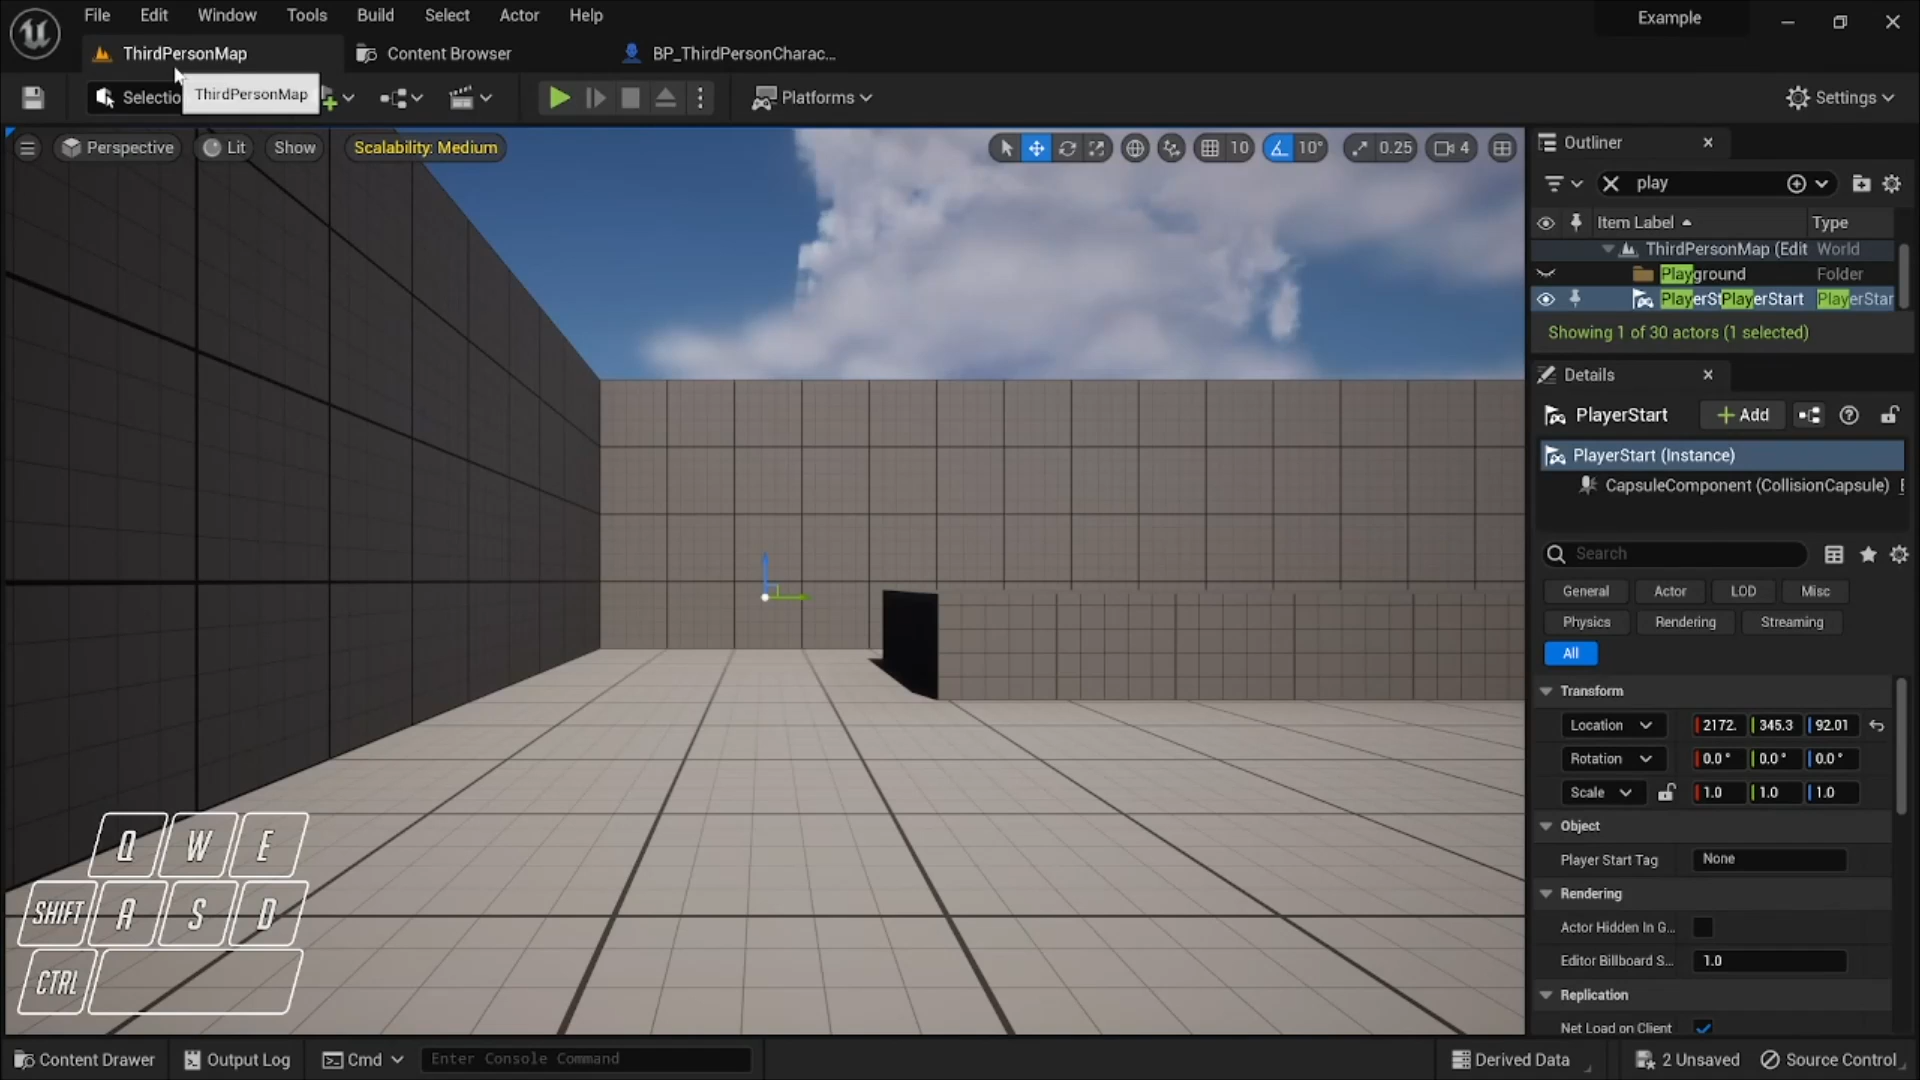 File Edit Window Tools Build Select Actor Help
Example
ThirdPersonMap
Content Browser
BP_ThirdPersonCharac...
Selectio
ThirdPersonMap
Platforms
Settings
Perspective
Lit
Show
Scalability: Medium
10
10°
0.25
4
Outliner
play
Item Label
Type
ThirdPersonMap (Edit
World
Playground
Folder
PlayerStPlayerStart
PlayerStar
Showing 1 of 30 actors (1 selected)
Details
PlayerStart
Add
PlayerStart (Instance)
CapsuleComponent (CollisionCapsule)
Search
General
Actor
LOD
Misc
Physics
Rendering
Streaming
All
Transform
Location
2172.
345.3
92.01
Rotation
0.0 °
0.0 °
0.0 °
Scale
1.0
1.0
1.0
Object
Player Start Tag
None
Rendering
Actor Hidden In G...
Editor Billboard S...
1.0
Replication
Net Load on Client
Q W E
SHIFT A S D
CTRL
Content Drawer
Output Log
Cmd
Enter Console Command
Derived Data
2 Unsaved
Source Control